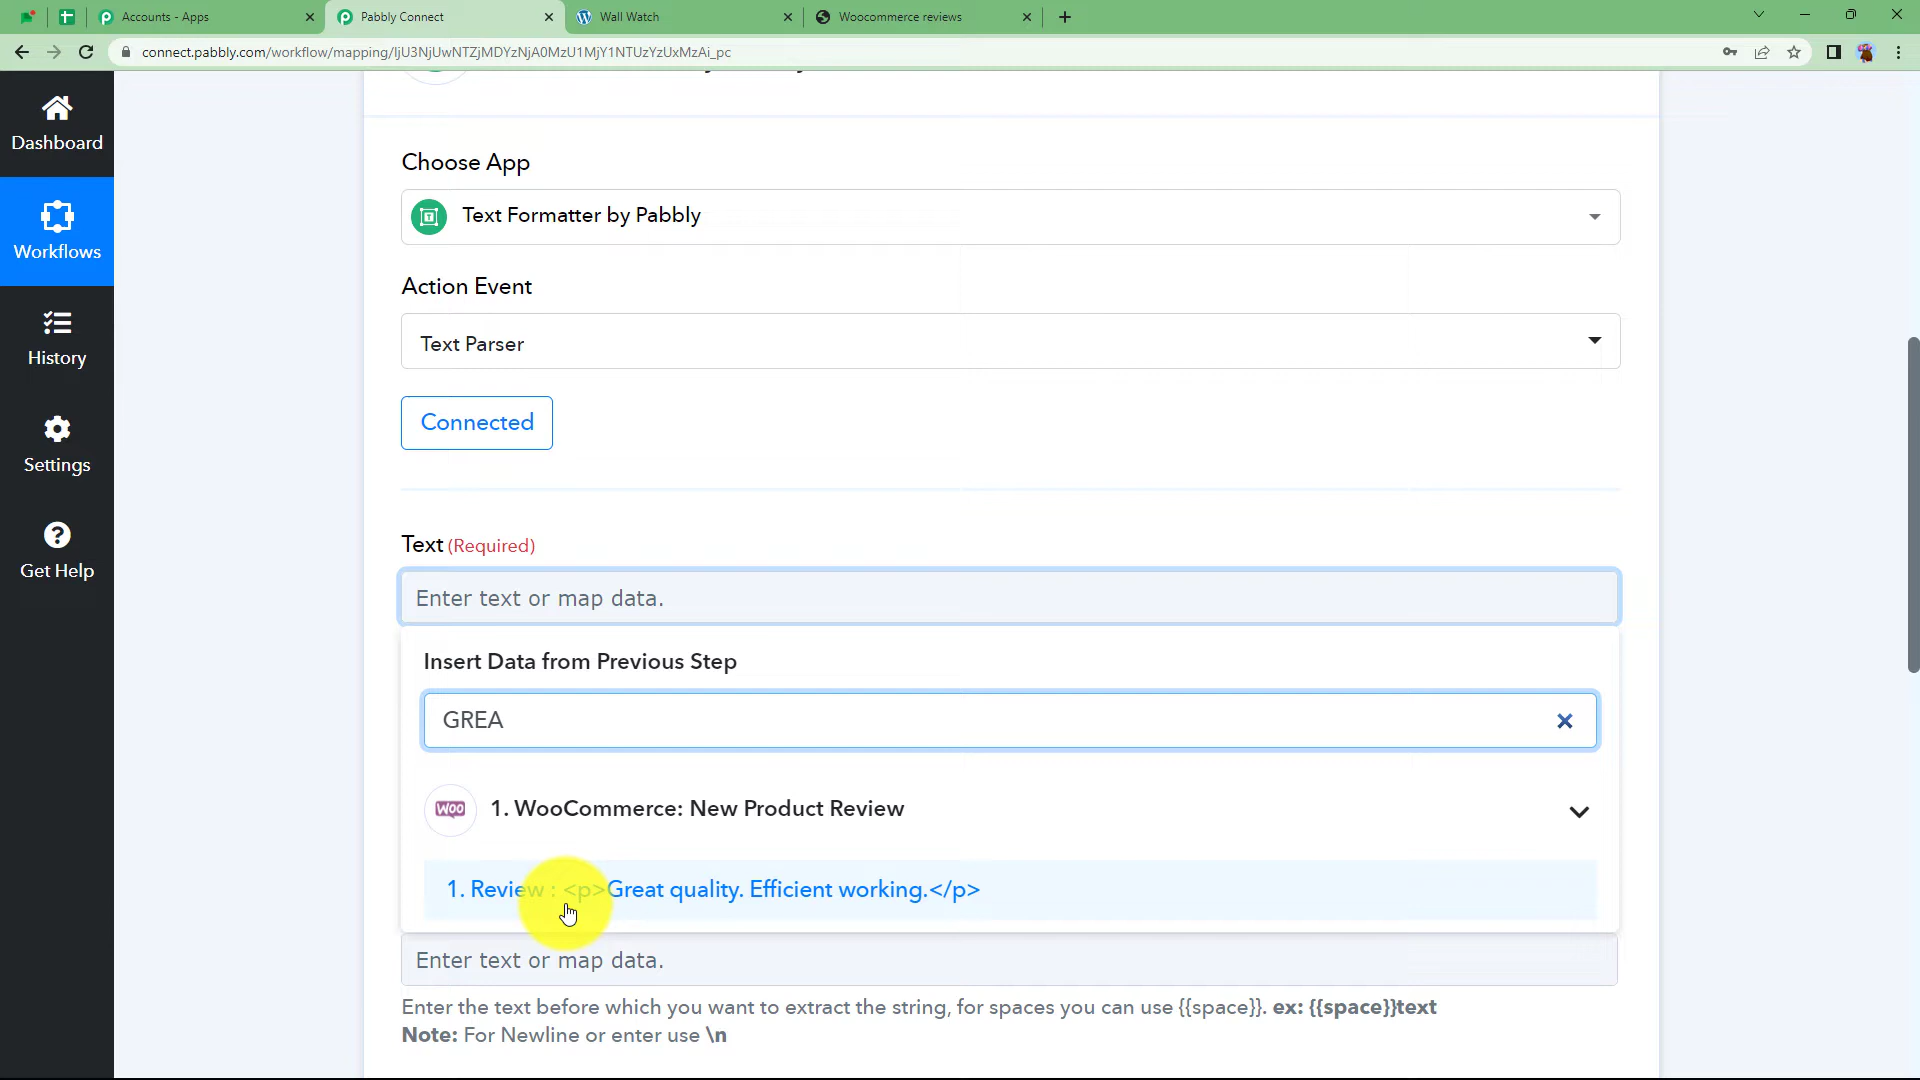 Accounts - Apps
Pabbly Connect
Wall Watch
Woocommerce reviews
connect.pabbly.com/workflow/mapping/IjU3NjUwNTZjMDYzNjA0MzU1MjY1NTUzYzUxMzAi_pc
Dashboard
Workflows
History
Settings
Get Help
Choose App
Text Formatter by Pabbly
Action Event
Text Parser
Connected
Text (Required)
Enter text or map data.
Insert Data from Previous Step
GREA
WOO
1. WooCommerce: New Product Review
1. Review : <p>Great quality. Efficient working.</p>
Enter text or map data.
Enter the text before which you want to extract the string, for spaces you can use {{space}}. ex: {{space}}text
Note: For Newline or enter use \n